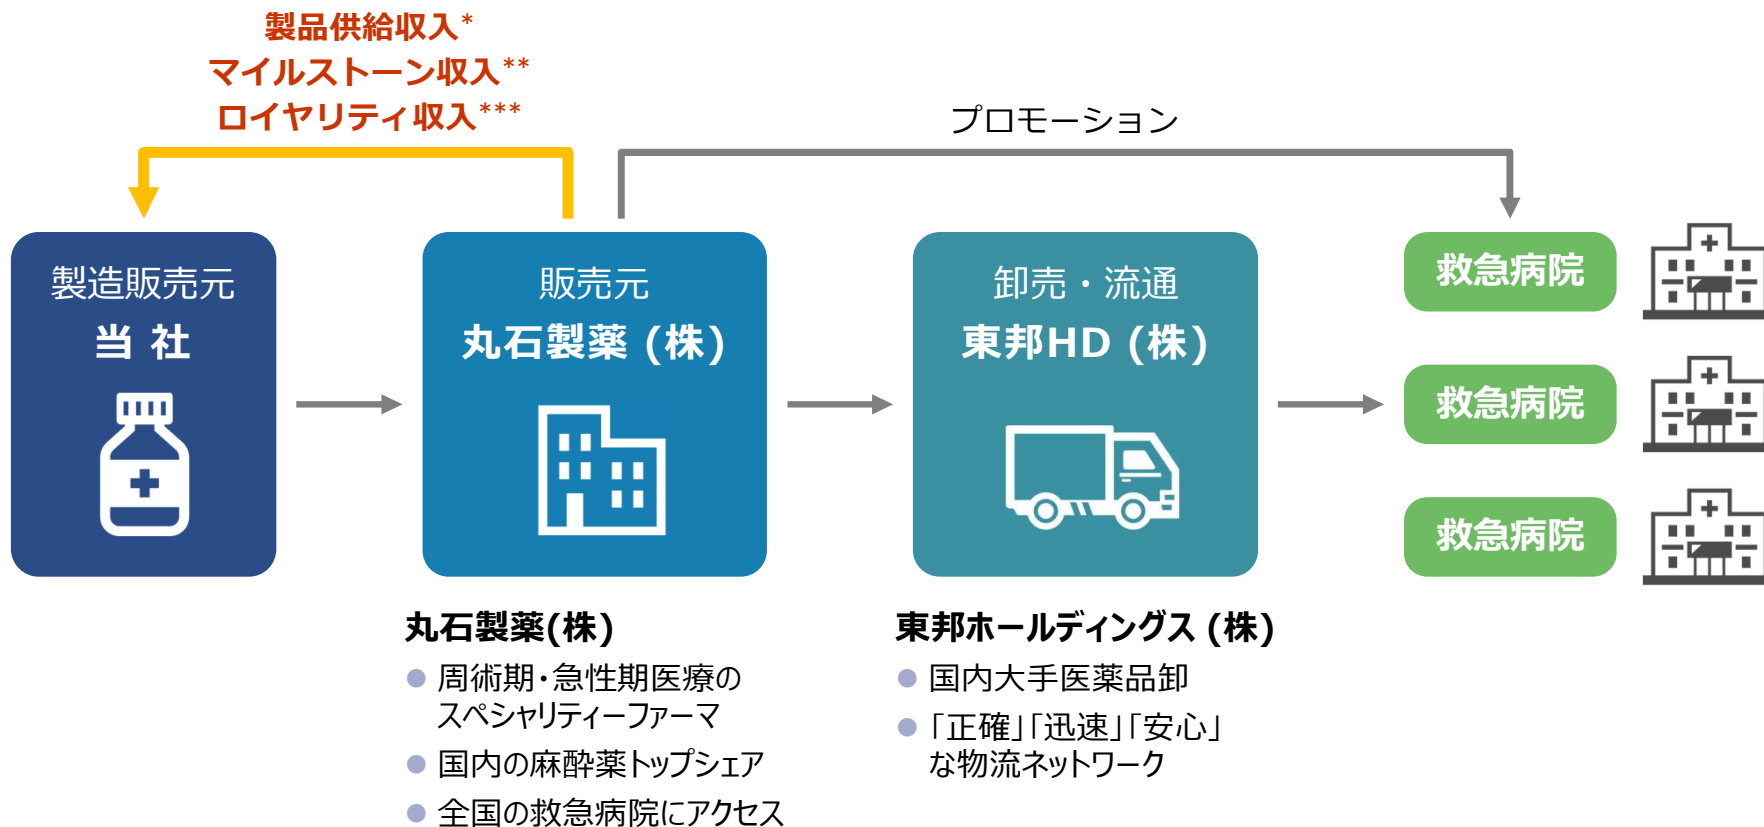 製品供給収入*
マイルストーン収入**
ロイヤリティ収入***
プロモーション
製造販売元
当 社
販売元
丸石製薬 (株)
卸売・流通
東邦HD (株)
救急病院
救急病院
救急病院
丸石製薬(株)
周術期・急性期医療の
スペシャリティーファーマ
国内の麻酔薬トップシェア
全国の救急病院にアクセス
東邦ホールディングス (株)
国内大手医薬品卸
「正確」「迅速」「安心」
な物流ネットワーク